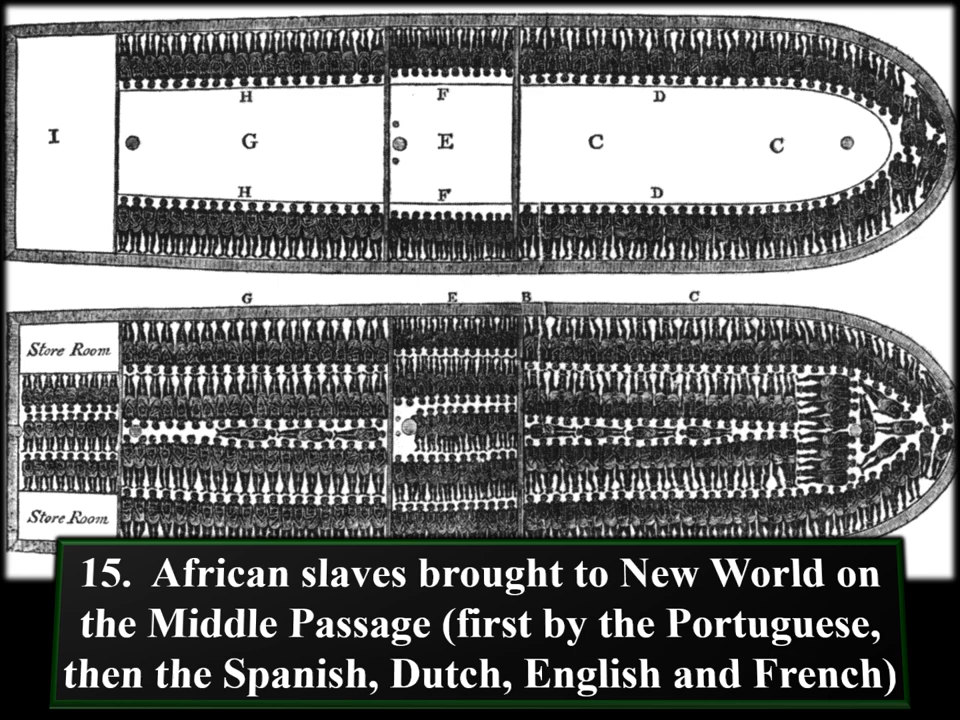 H F D
I G E C C
H F D
G E B C
Store Room
Store Room
15. African slaves brought to New World on
the Middle Passage (first by the Portuguese,
then the Spanish, Dutch, English and French)